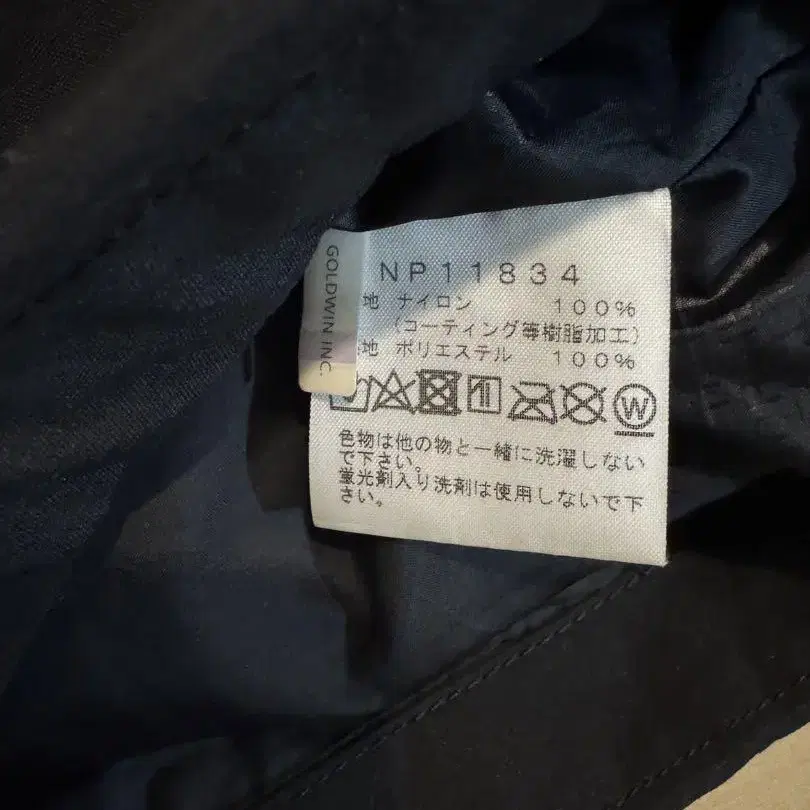 GOLDWIN INC.
NP11834
地 ナイロン 100%
(コーティング等樹脂加工)
地 ポリエステル 100%
W
色物は他の物と一緒に洗濯しない
で下さい。
蛍光剤入り洗剤は使用しないで下
さい。